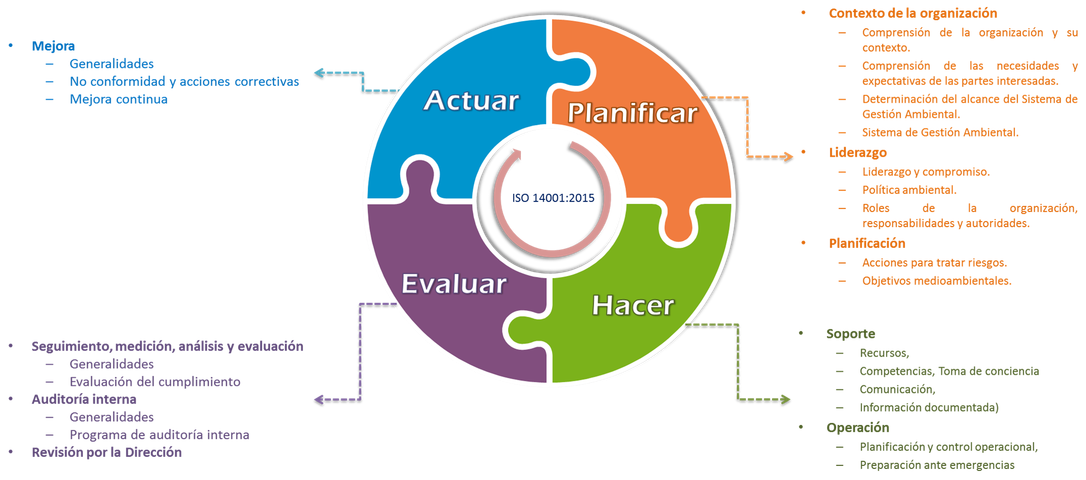 Mejora
– Generalidades
– No conformidad y acciones correctivas
– Mejora continua
Actuar
Planificar
ISO 14001:2015
Evaluar
Hacer
• Contexto de la organización
– Comprensión de la organización y su
contexto.
– Comprensión de las necesidades y
expectativas de las partes interesadas.
– Determinación del alcance del Sistema de
Gestión Ambiental.
– Sistema de Gestión Ambiental.
• Liderazgo
– Liderazgo y compromiso.
– Política ambiental.
– Roles de la organización,
responsabilidades y autoridades.
• Planificación
– Acciones para tratar riesgos.
– Objetivos medioambientales.
• Seguimiento, medición, análisis y evaluación
– Generalidades
– Evaluación del cumplimiento
• Auditoría interna
– Generalidades
– Programa de auditoría interna
• Revisión por la Dirección
• Soporte
– Recursos,
– Competencias, Toma de conciencia
– Comunicación,
– Información documentada)
• Operación
– Planificación y control operacional,
– Preparación ante emergencias